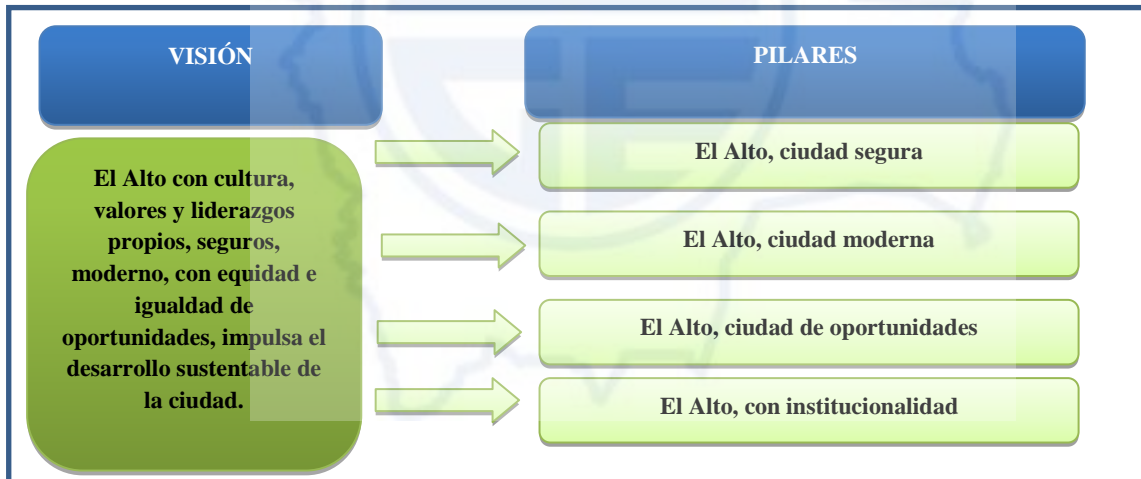 VISIÓN
El Alto con cultura,
valores y liderazgos
propios, seguros,
moderno, con equidad e
igualdad de
oportunidades, impulsa el
desarrollo sustentable de
la ciudad.
PILARES
El Alto, ciudad segura
El Alto, ciudad moderna
El Alto, ciudad de oportunidades
El Alto, con institucionalidad